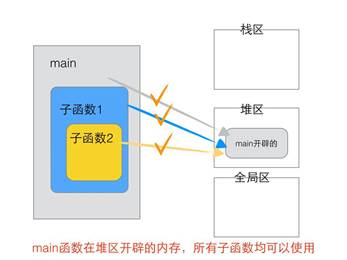 main
子函数1
子函数2
栈区
堆区
main开辟的
全局区
main函数在堆区开辟的内存，所有子函数均可以使用